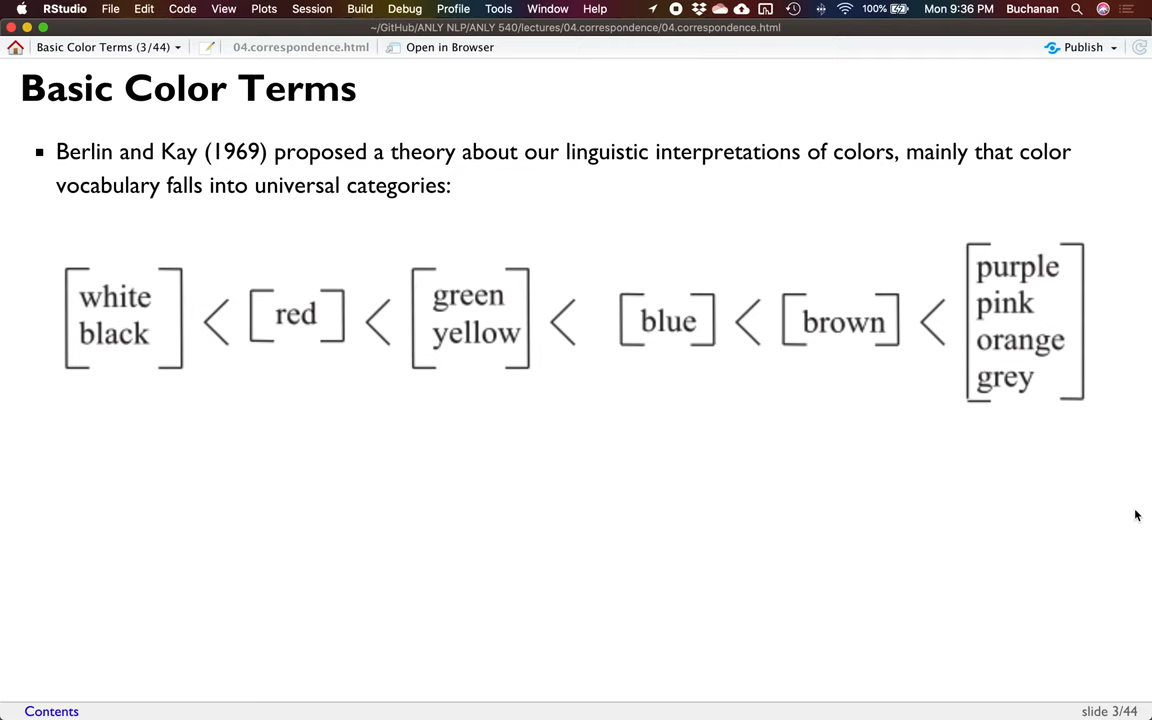 RStudio File Edit Code View Plots Session Build Debug Profile Tools Window Help 100% Mon 9:36 PM Buchanan
~/GitHub/ANLY NLP/ANLY 540/lectures/04.correspondence/04.correspondence.html
Basic Color Terms (3/44) 04.correspondence.html Open in Browser Publish
Basic Color Terms
Berlin and Kay (1969) proposed a theory about our linguistic interpretations of colors, mainly that color
vocabulary falls into universal categories:
white
black
<
red
<
green
yellow
<
blue
<
brown
<
purple
pink
orange
grey
Contents slide 3/44